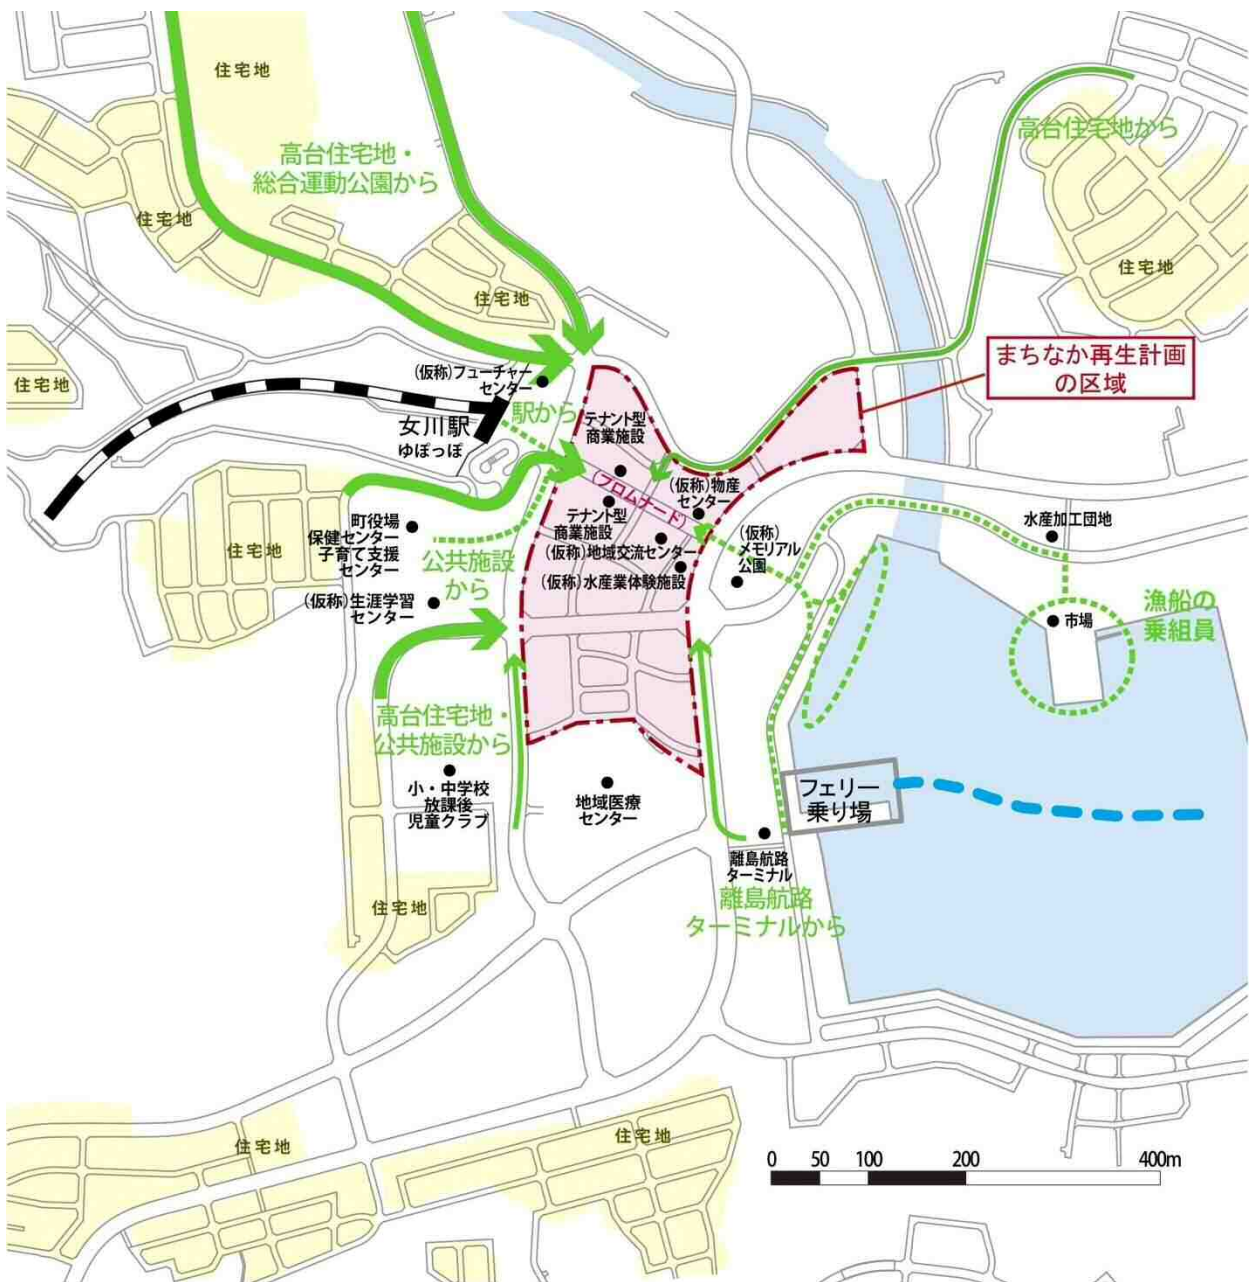 住宅地
高台住宅地・
総合運動公園から
高台住宅地から
住宅地
住宅地
住宅地
まちなか再生計画
の区域
住宅地
(仮称)フューチャー
センター
駅から
女川駅
ゆぽっぽ
テナント型
商業施設
(プロムナード)
(仮称)物産
センター
テナント型
商業施設
(仮称)地域交流センター
(仮称)水産業体験施設
(仮称)
メモリアル
公園
水産加工団地
町役場
保健センター
子育て支援
センター
住宅地
公共施設
から
(仮称)生涯学習
センター
市場
漁船の
乗組員
高台住宅地・
公共施設から
小・中学校
放課後
児童クラブ
地域医療
センター
フェリー
乗り場
離島航路
ターミナル
離島航路
ターミナルから
住宅地
住宅地
住宅地
0 50 100 200 400m